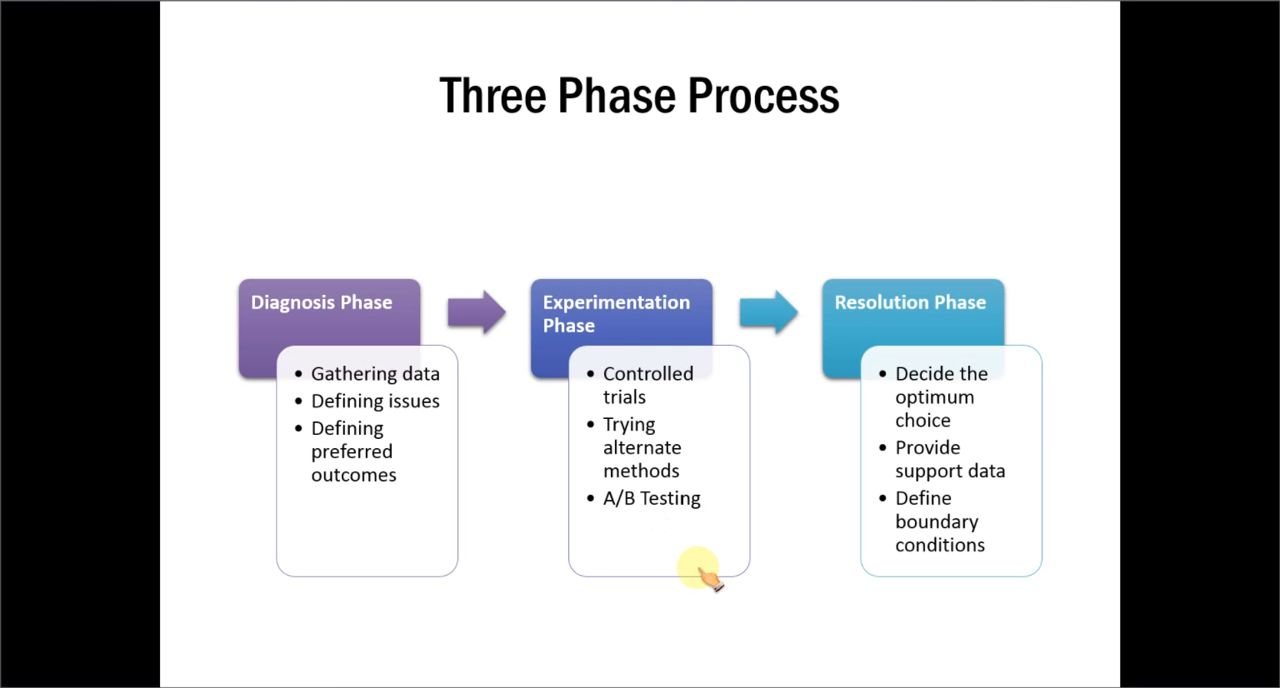 Three Phase Process
Diagnosis Phase
• Gathering data
• Defining issues
• Defining
preferred
outcomes
Experimentation
Phase
• Controlled
trials
• Trying
alternate
methods
• A/B Testing
Resolution Phase
• Decide the
optimum
choice
• Provide
support data
• Define
boundary
conditions